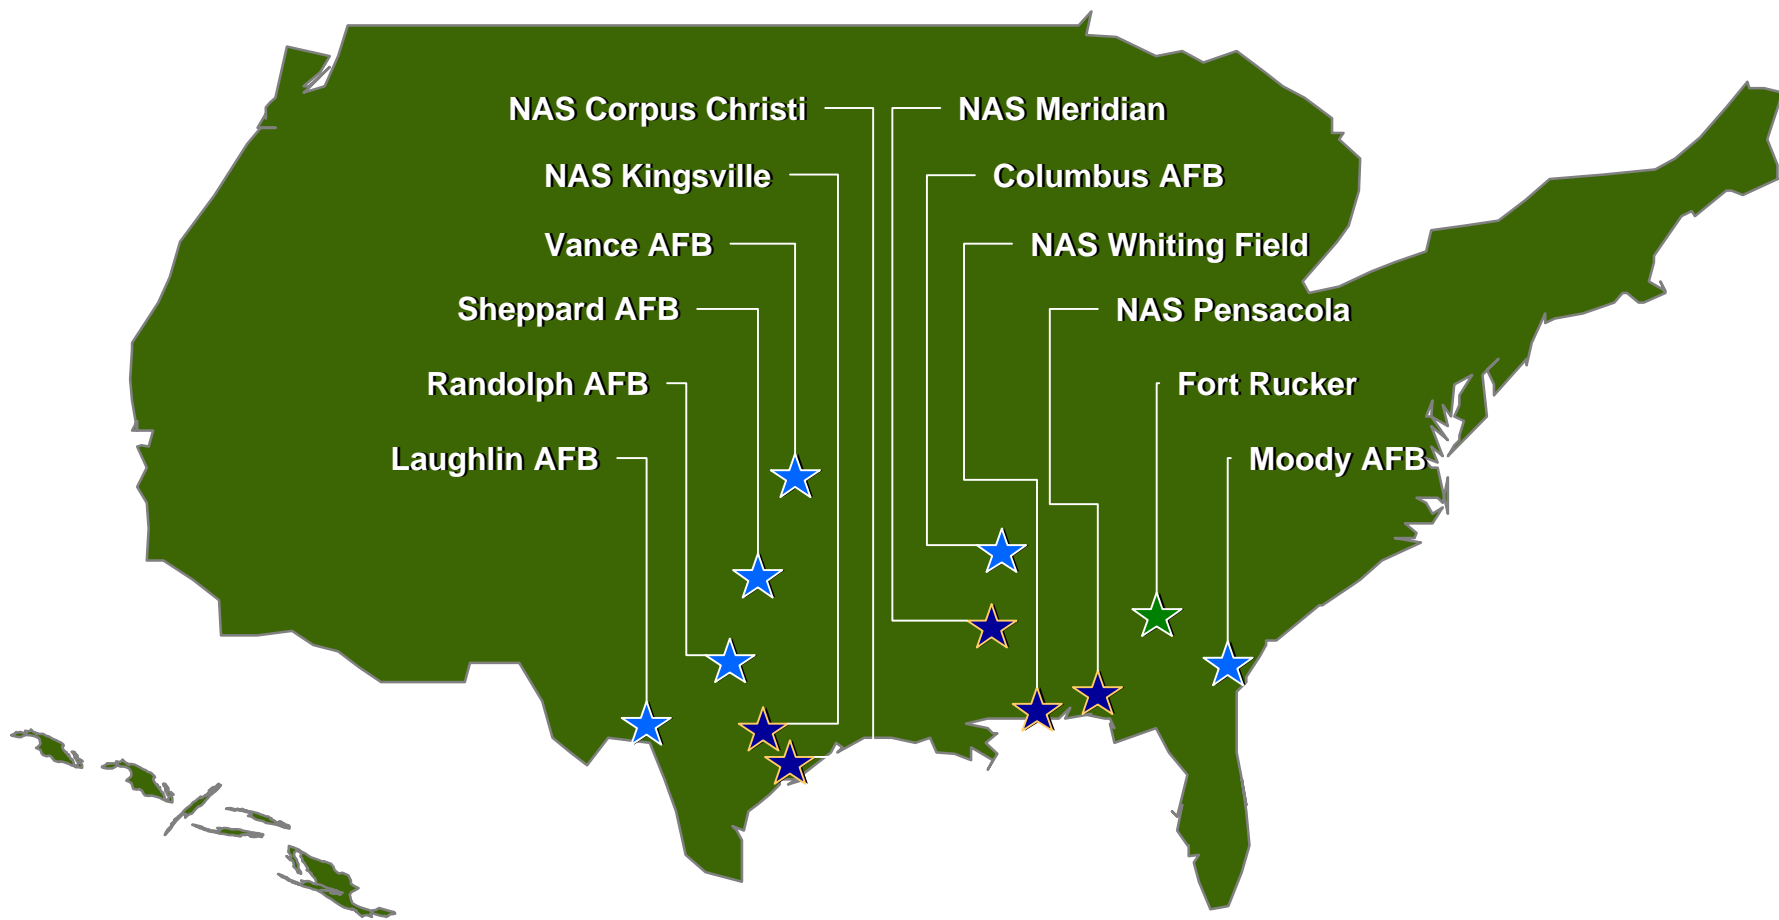 NAS Corpus Christi
NAS Kingsville
Vance AFB
Sheppard AFB
Randolph AFB
Laughlin AFB
NAS Meridian
Columbus AFB
NAS Whiting Field
NAS Pensacola
Fort Rucker
Moody AFB